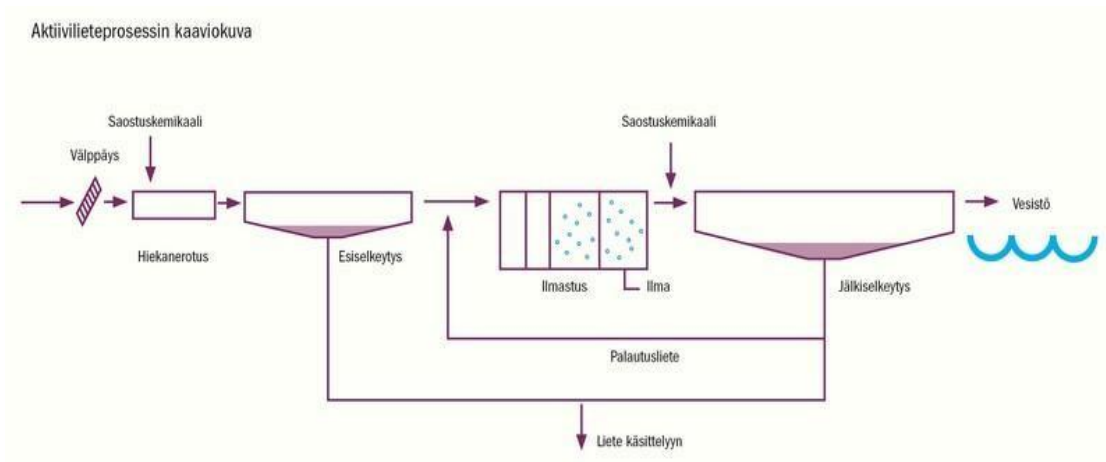 Aktiivilieteprosessin kaaviokuva
Saostuskemikaali
Saostuskemikaali
Välppäys
Vesistö
Hiekanerotus
Esiselkeytys
Ilmastus
Ilma
Jälkiselkeytys
Palautusliete
Liete käsittelyyn